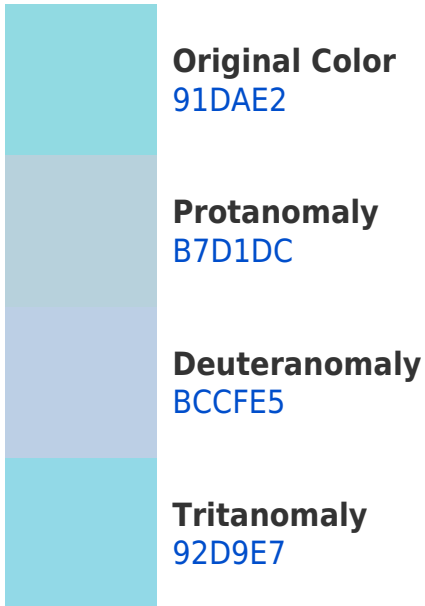 Original Color
91DAE2
Protanomaly
B7D1DC
Deuteranomaly
BCCFE5
Tritanomaly
92D9E7